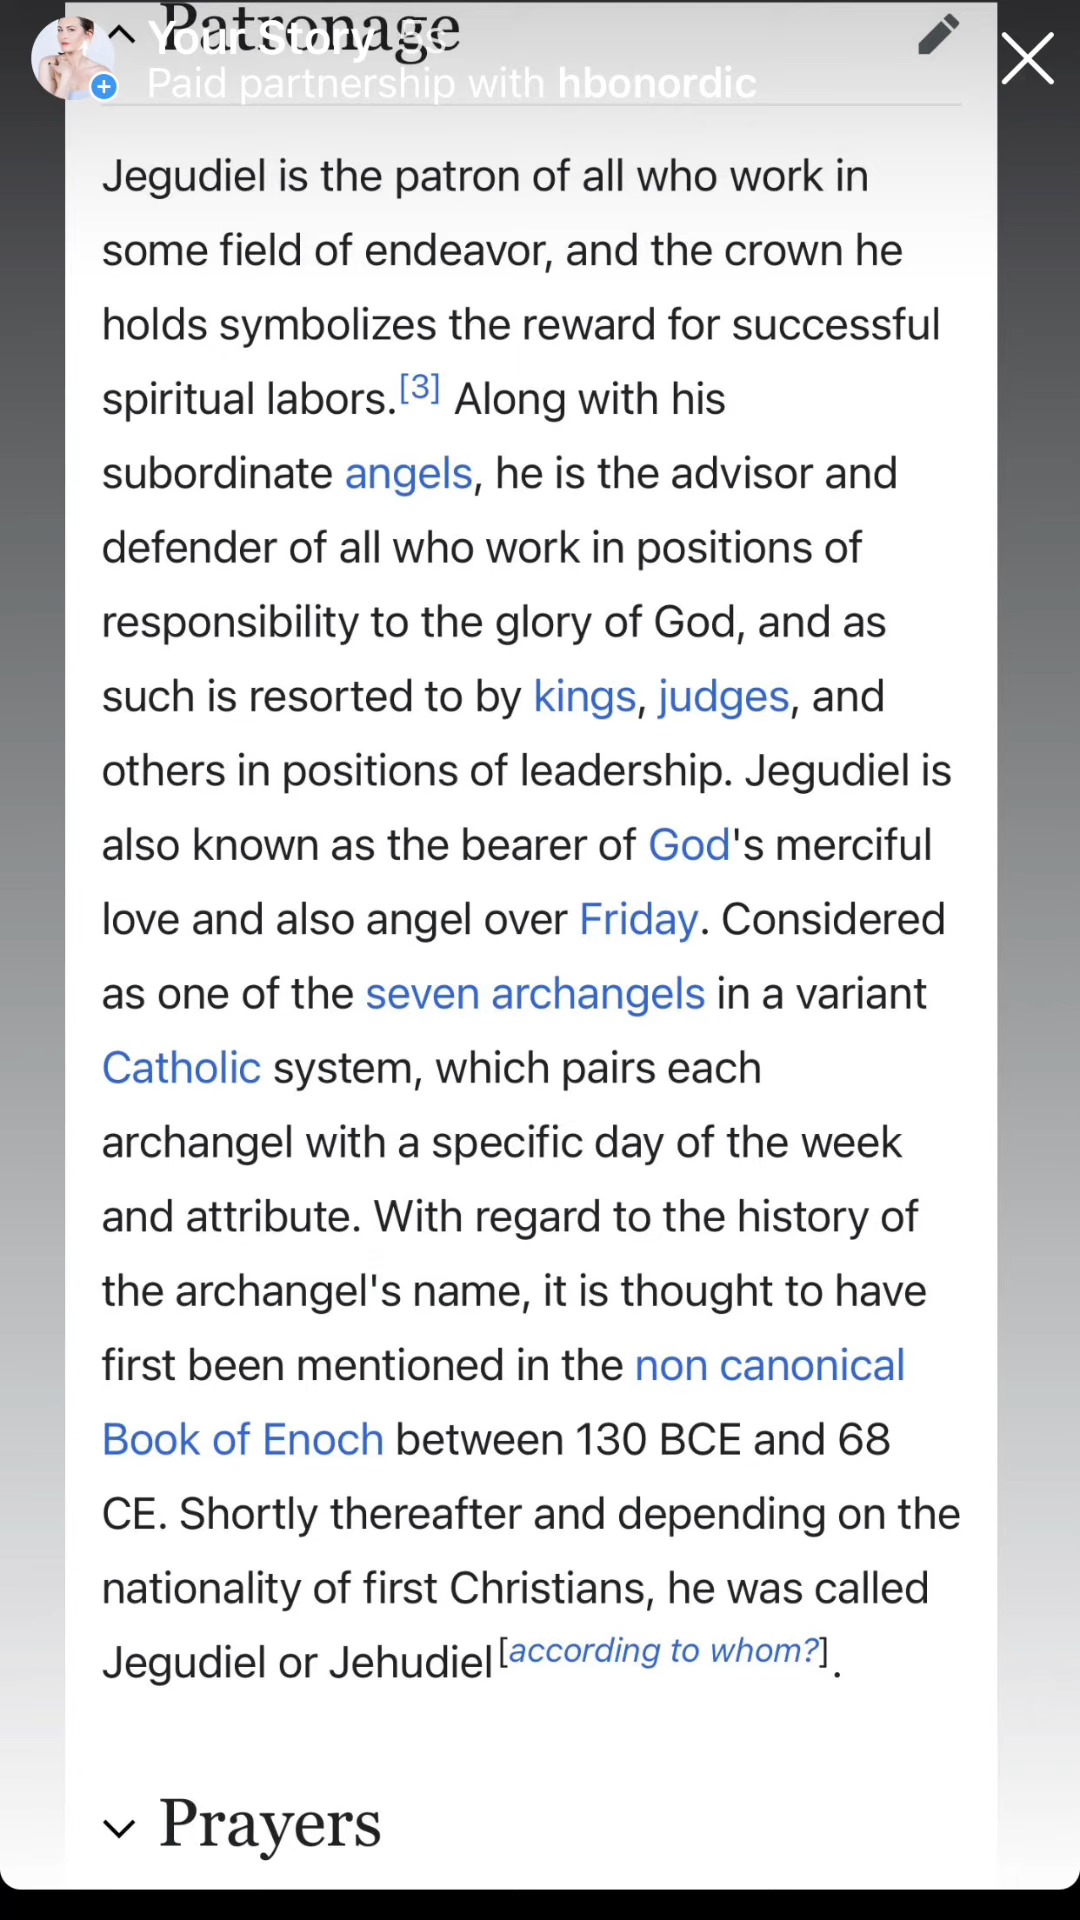 Patronage
Your Story 8s
Paid partnership with hbonordic
Jegudiel is the patron of all who work in
some field of endeavor, and the crown he
holds symbolizes the reward for successful
spiritual labors.[3] Along with his
subordinate angels, he is the advisor and
defender of all who work in positions of
responsibility to the glory of God, and as
such is resorted to by kings, judges, and
others in positions of leadership. Jegudiel is
also known as the bearer of God's merciful
love and also angel over Friday. Considered
as one of the seven archangels in a variant
Catholic system, which pairs each
archangel with a specific day of the week
and attribute. With regard to the history of
the archangel's name, it is thought to have
first been mentioned in the non canonical
Book of Enoch between 130 BCE and 68
CE. Shortly thereafter and depending on the
nationality of first Christians, he was called
Jegudiel or Jehudiel[according to whom?].
Prayers